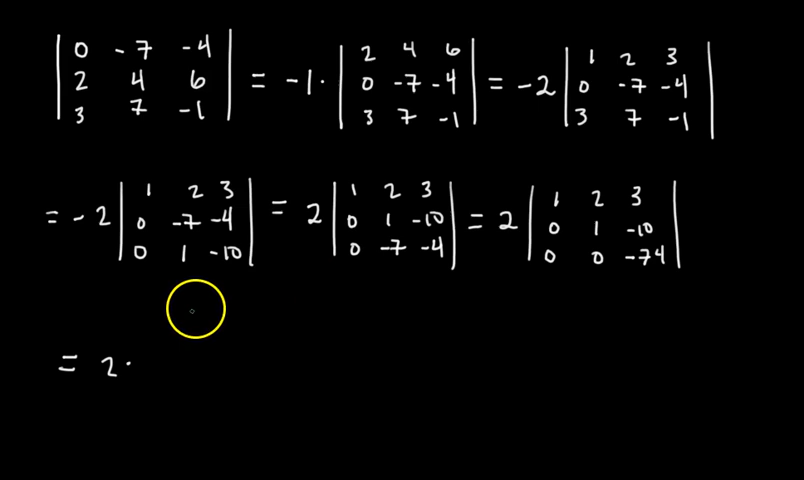 | 0 -7 -4 | = -1· | 2 4 6 | = -2 | 1 2 3 |
| 2 4 6 | | 0 -7 -4 | | 0 -7 -4 |
| 3 7 -1 | | 3 7 -1 | | 3 7 -1 |
= -2 | 1 2 3 | = 2 | 1 2 3 | = 2 | 1 2 3 |
| 0 -7 -4 | | 0 1 -10 | | 0 1 -10 |
| 0 1 -10 | | 0 -7 -4 | | 0 0 -74 |
= 2·